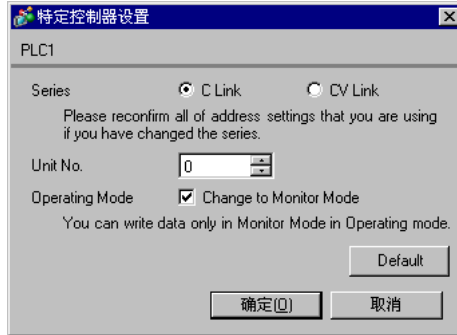 特定控制器设置
PLC1
Series C Link CV Link
Please reconfirm all of address settings that you are using
if you have changed the series.
Unit No. 0
Operating Mode Change to Monitor Mode
You can write data only in Monitor Mode in Operating mode.
Default
确定(O) 取消